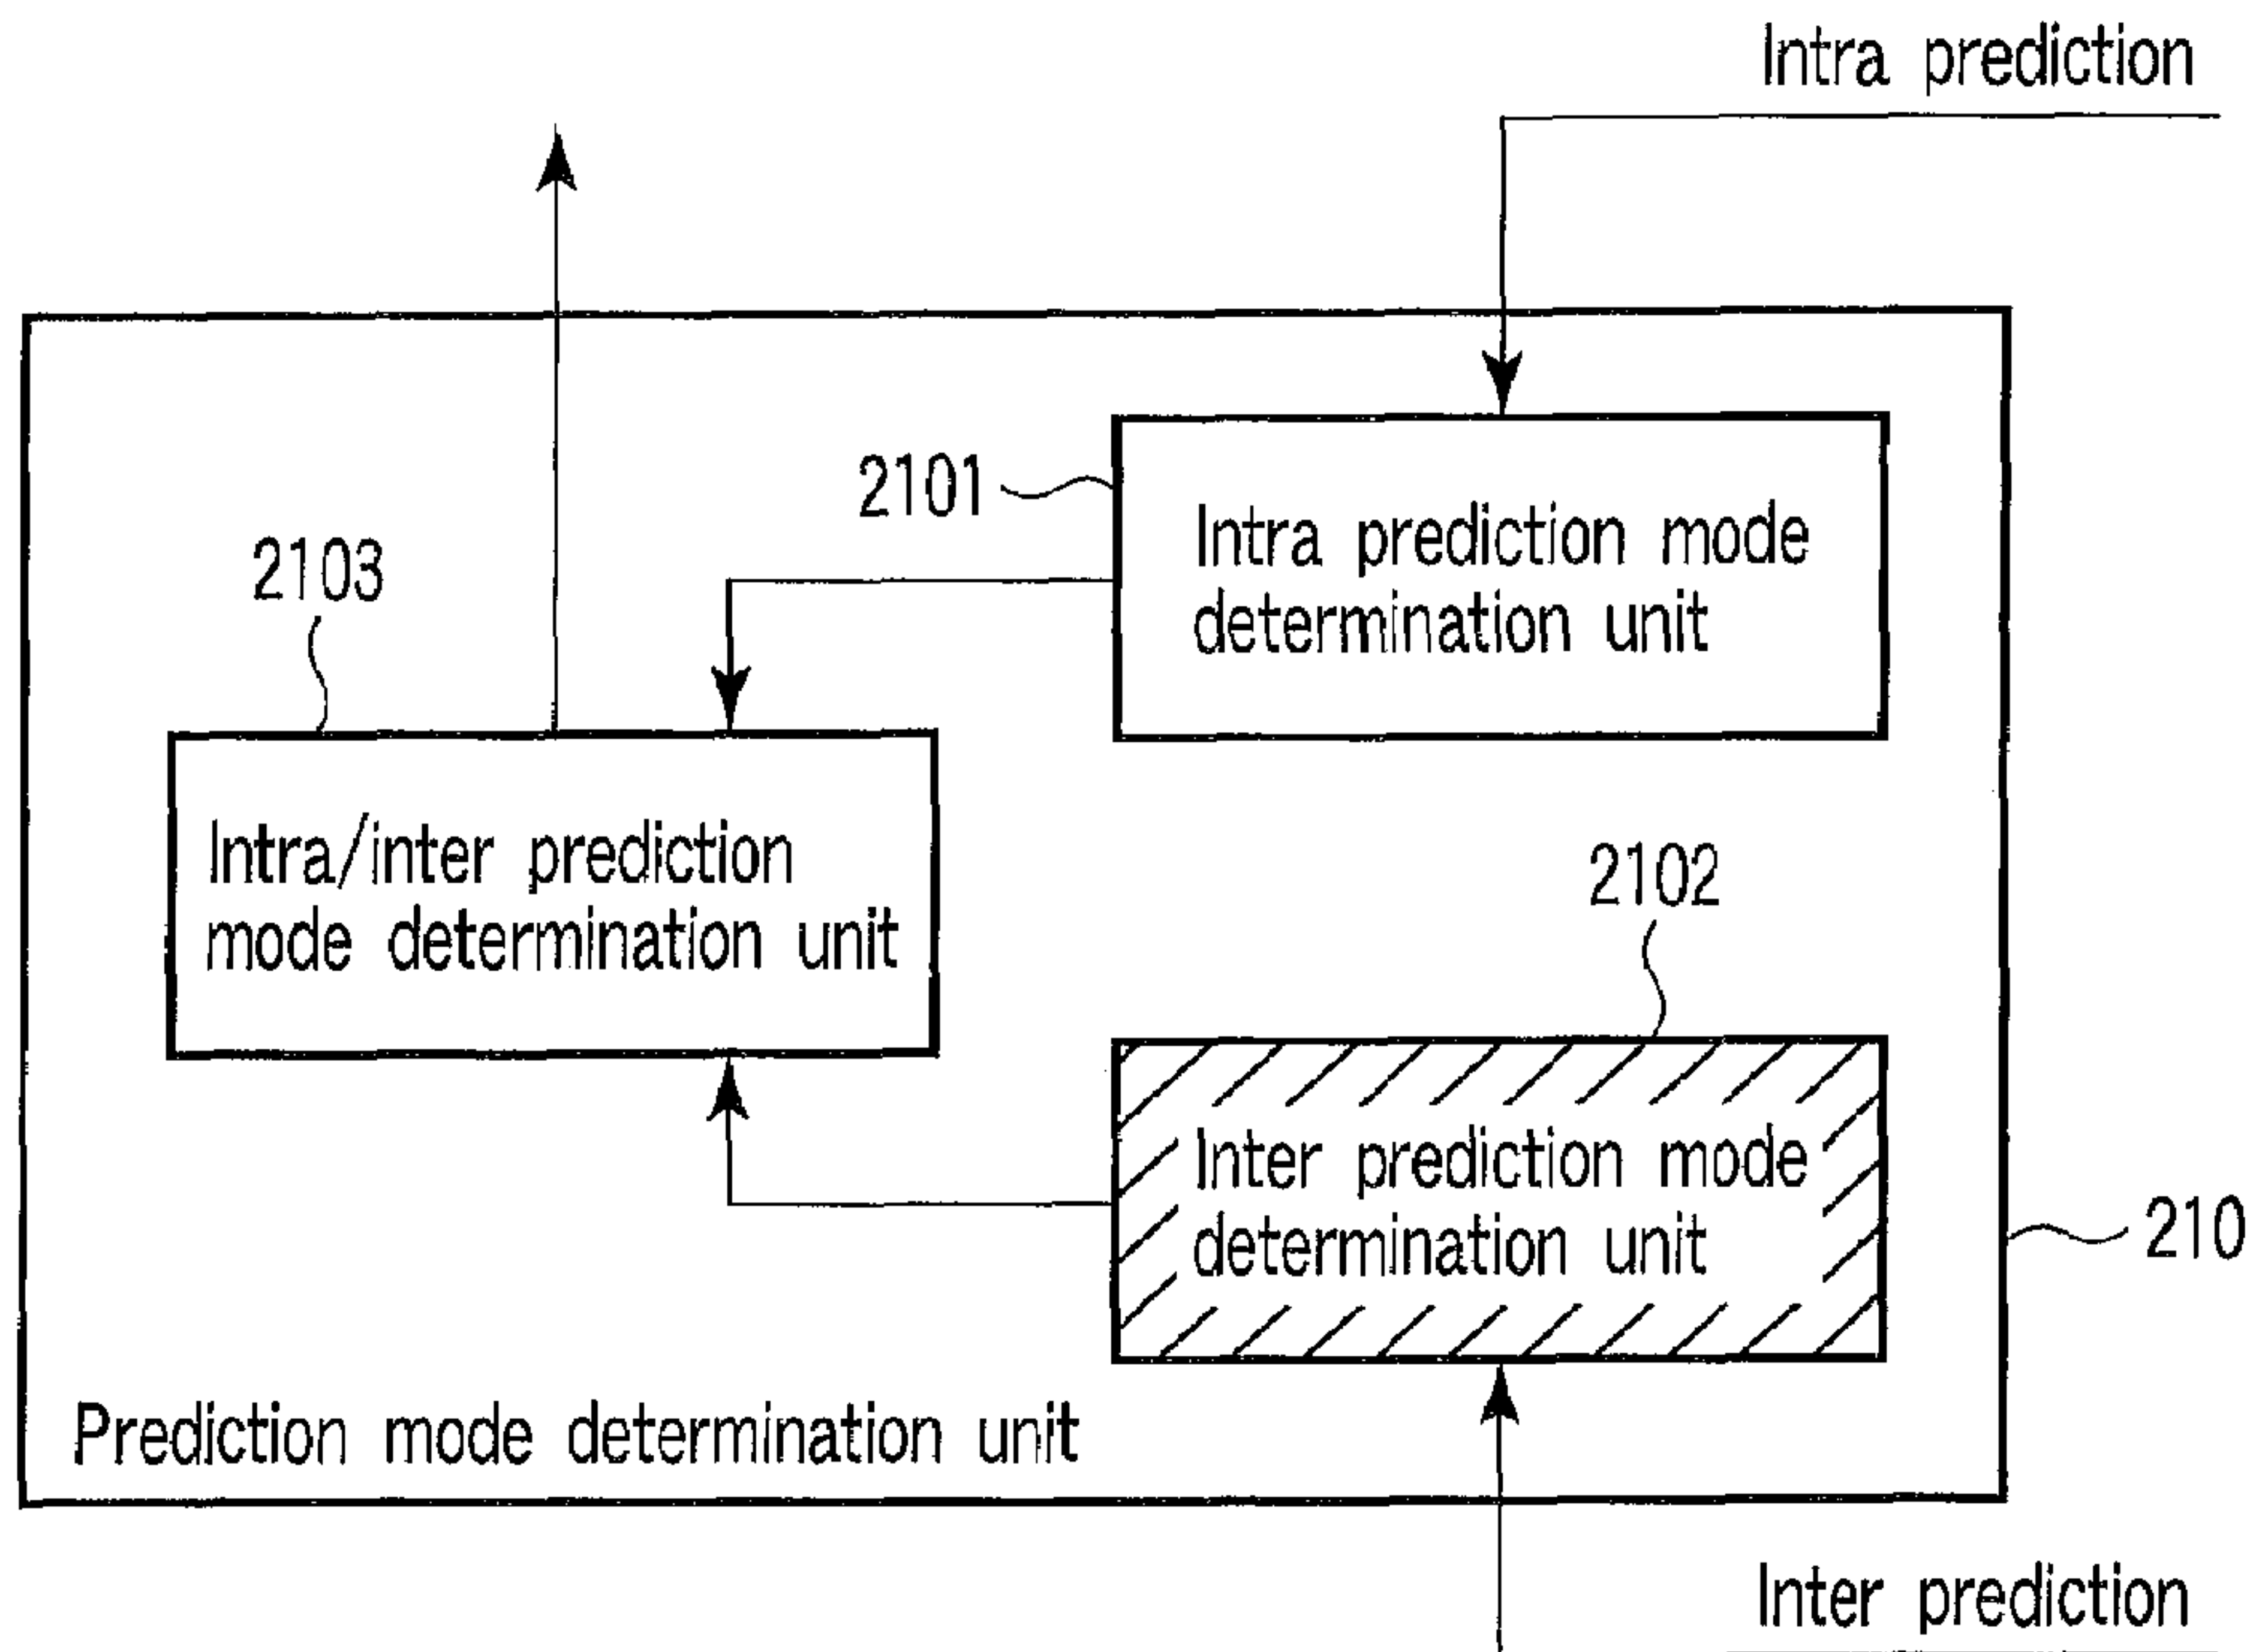 Intra prediction
2101
Intra prediction mode
determination unit
2103
Intra/inter prediction
mode determination unit
2102
Inter prediction mode
determination unit
210
Prediction mode determination unit
Inter prediction